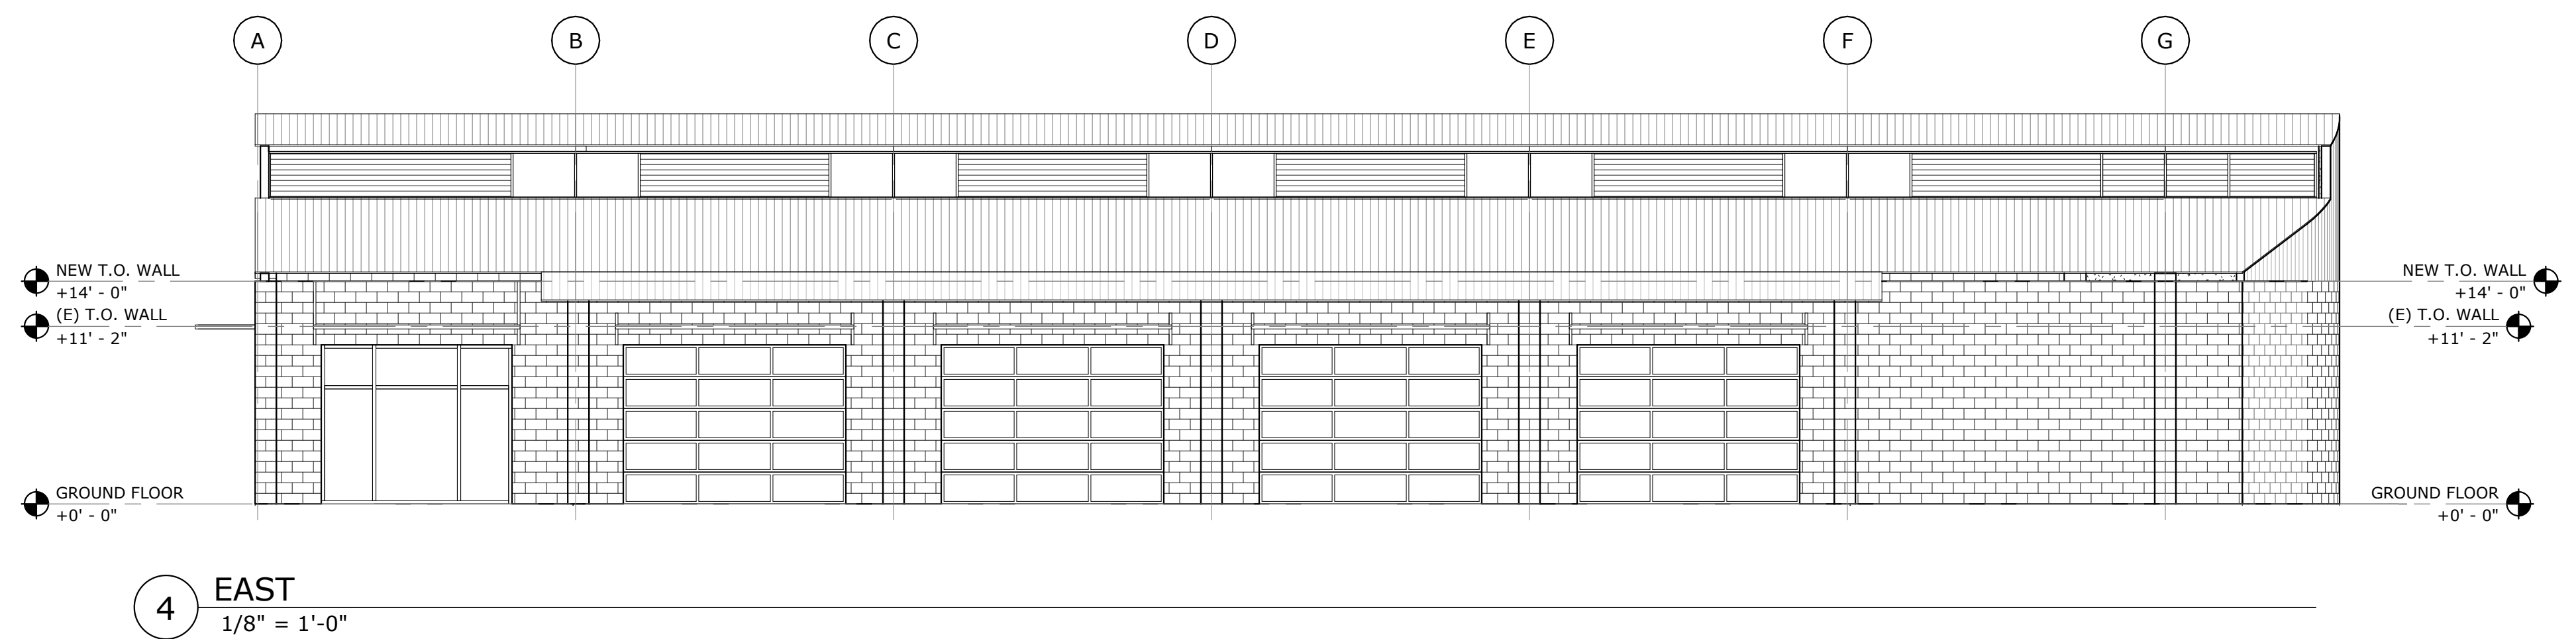 A B C D E F G
NEW T.O. WALL
+14' - 0"
(E) T.O. WALL
+11' - 2"
GROUND FLOOR
+0' - 0"
NEW T.O. WALL
+14' - 0"
(E) T.O. WALL
+11' - 2"
GROUND FLOOR
+0' - 0"
4 EAST
1/8" = 1'-0"